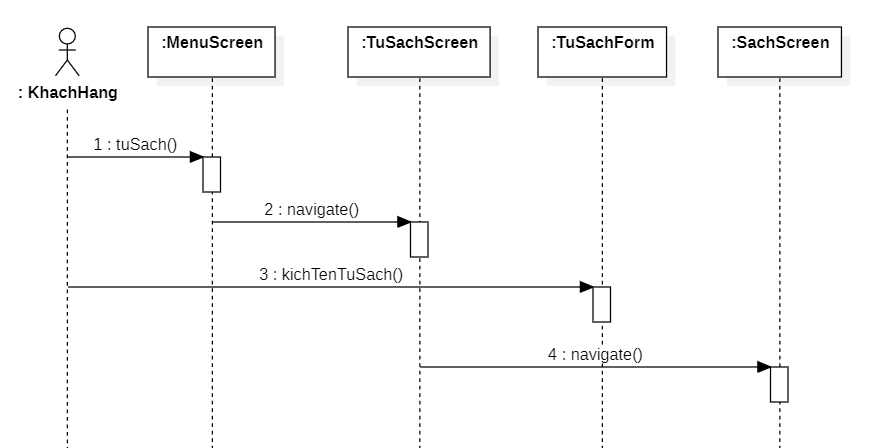 :MenuScreen
:TuSachScreen
:TuSachForm
:SachScreen
: KhachHang
1 : tuSach()
2 : navigate()
3 : kichTenTuSach()
4 : navigate()